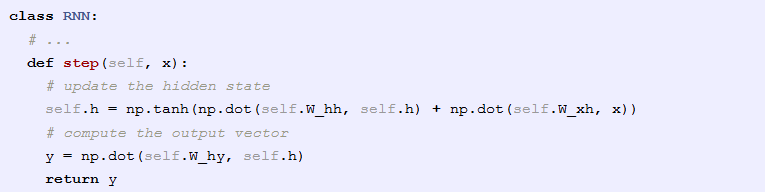 class RNN:
  # ...
  def step(self, x):
    # update the hidden state
    self.h = np.tanh(np.dot(self.W_hh, self.h) + np.dot(self.W_xh, x))
    # compute the output vector
    y = np.dot(self.W_hy, self.h)
    return y